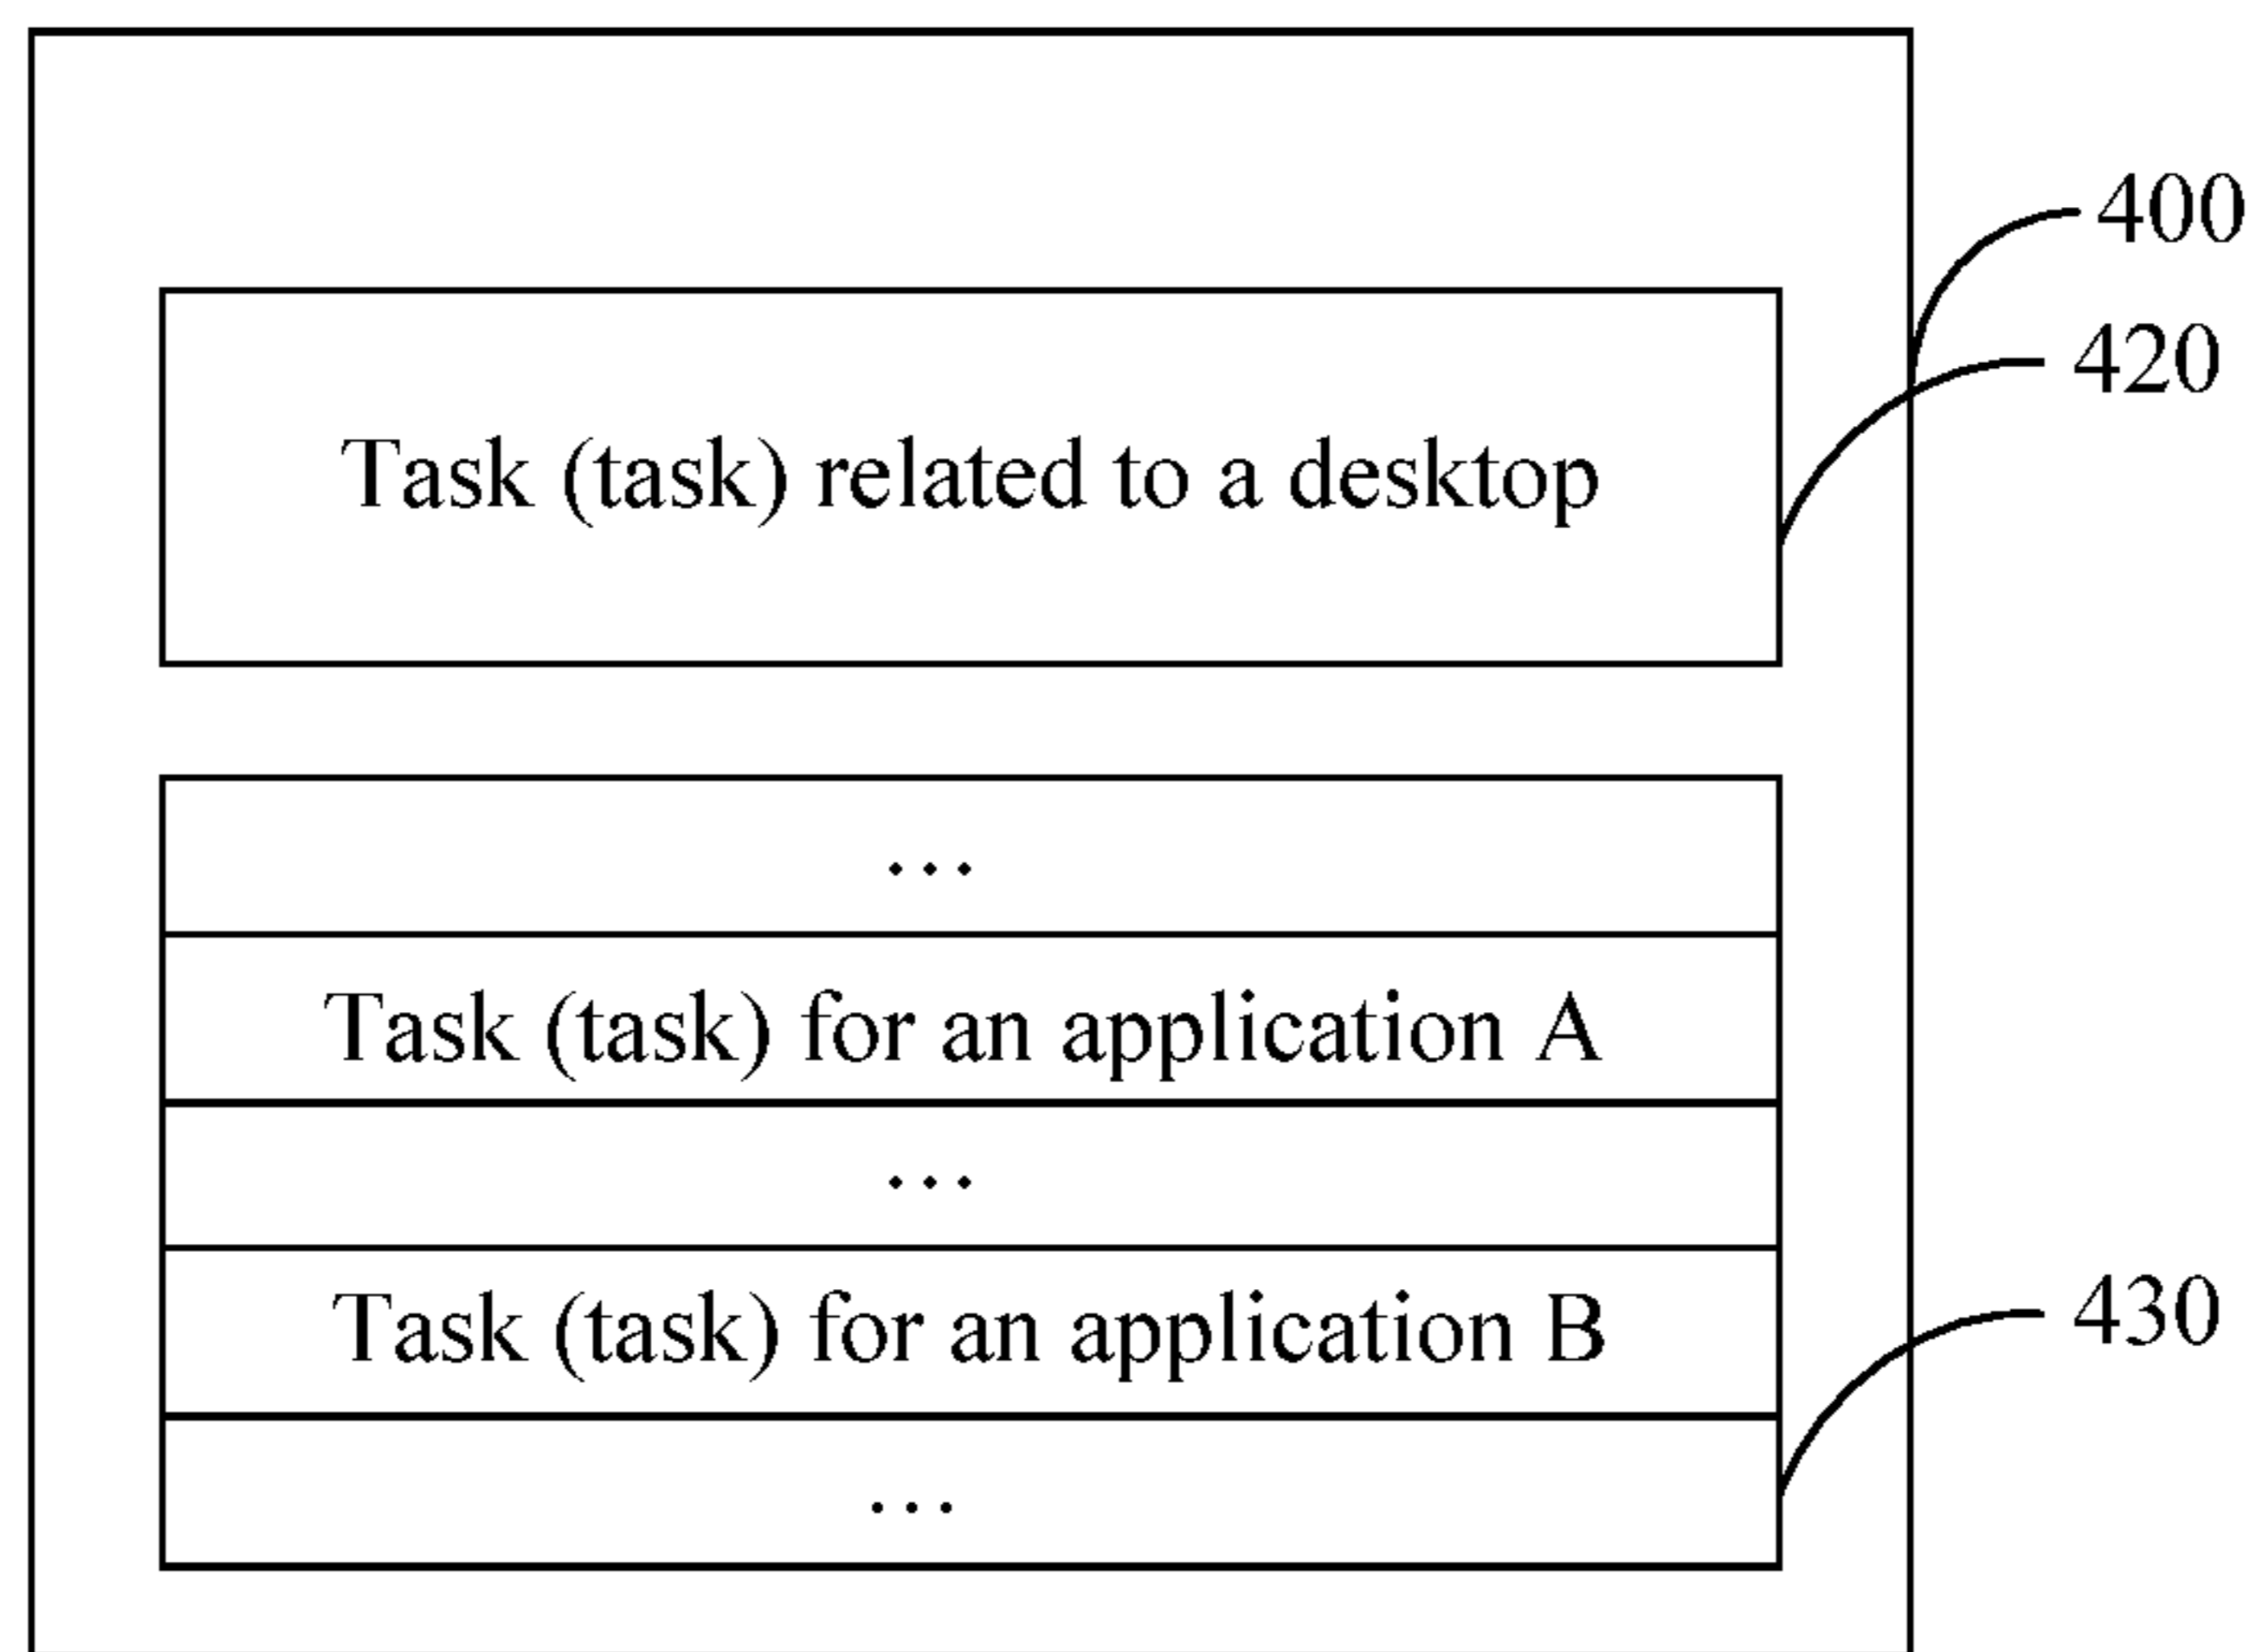 400
420
Task (task) related to a desktop
...
Task (task) for an application A
...
Task (task) for an application B
430
...